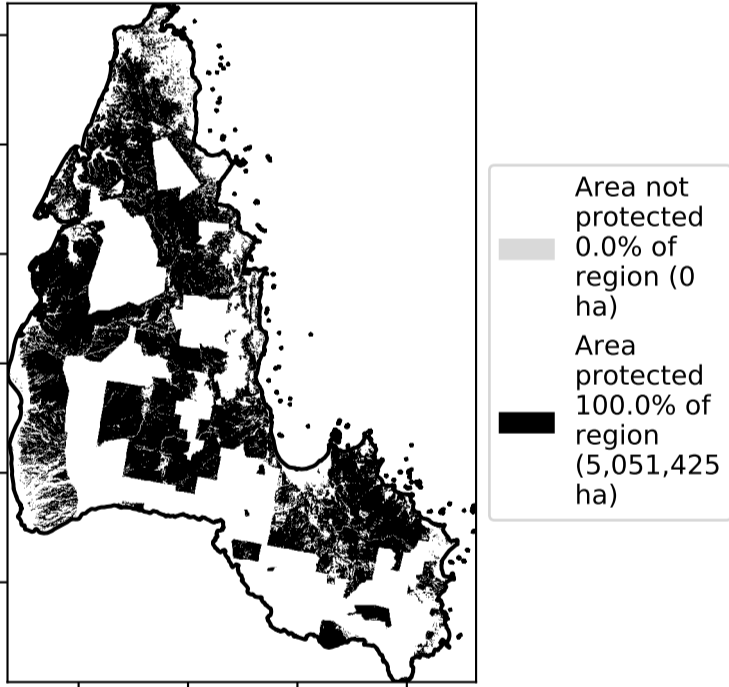 Area not
protected
0.0% of
region (0
ha)
Area
protected
100.0% of
region
(5,051,425
ha)